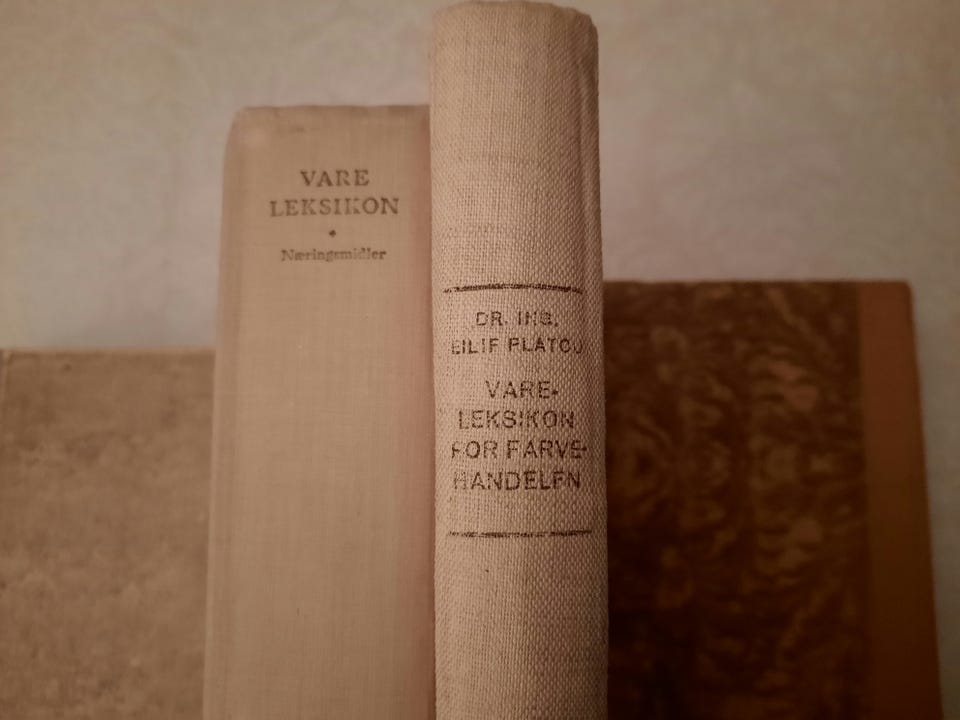 VARE
LEKSIKON
Næringsmidler
DR. ING.
EILIF PLATOU
VARE-
LEKSIKON
FOR FARVE-
HANDELEN